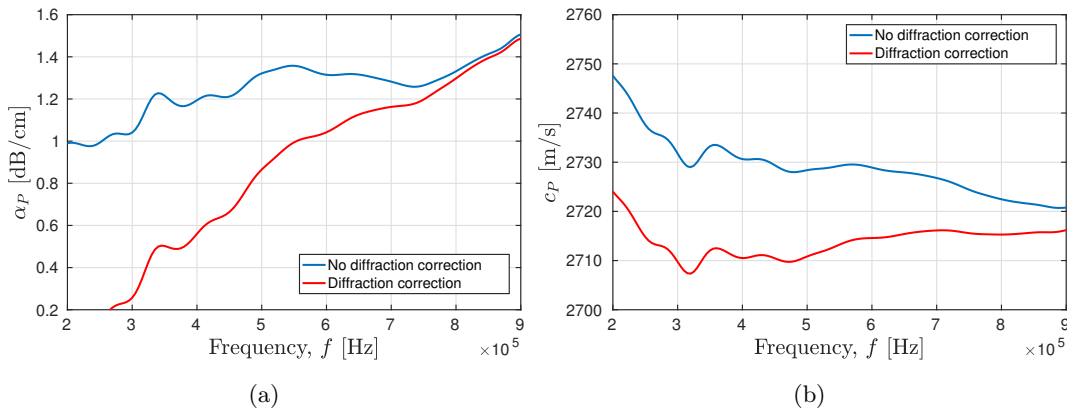 1.6
1.4
1.2
1
0.8
0.6
0.4
0.2
α_P [dB/cm]
No diffraction correction
Diffraction correction
2 3 4 5 6 7 8 9
Frequency, f [Hz]
×10^5
(a)
2760
2750
2740
2730
2720
2710
2700
c_P [m/s]
No diffraction correction
Diffraction correction
2 3 4 5 6 7 8 9
Frequency, f [Hz]
×10^5
(b)